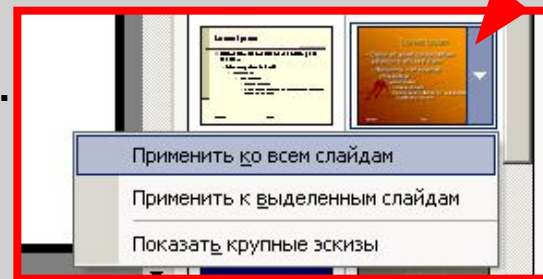 .
Применить ко всем слайдам
Применить к выделенным слайдам
Показать крупные эскизы